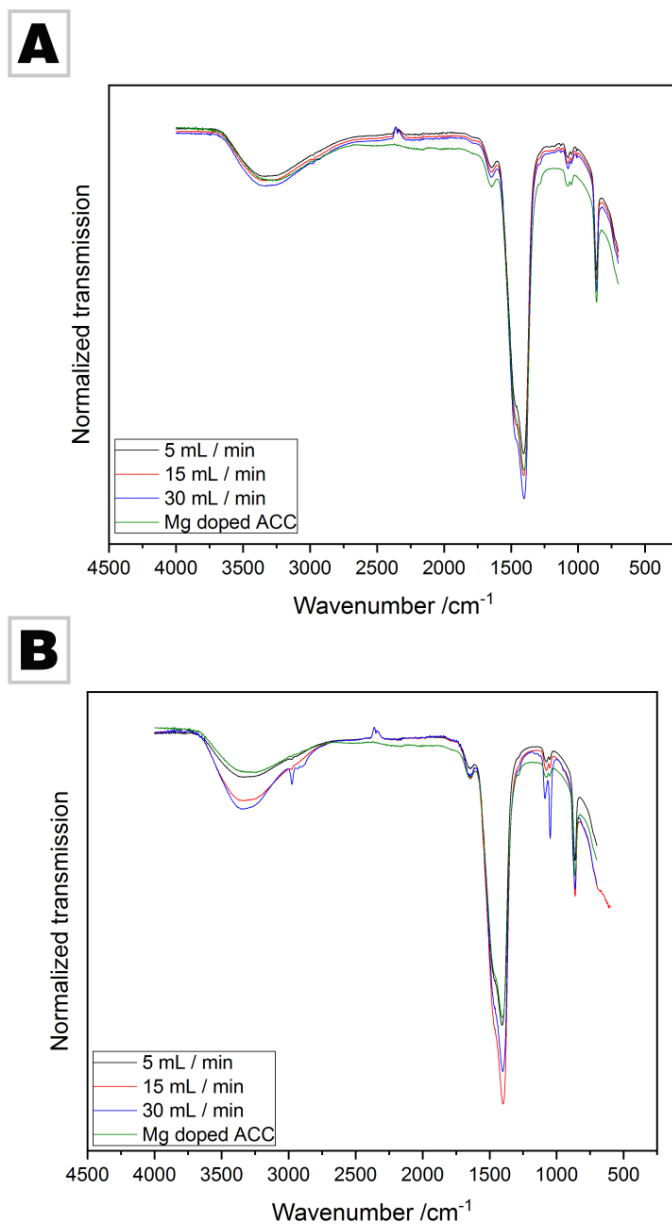 A
Normalized transmission
5 mL / min
15 mL / min
30 mL / min
Mg doped ACC
4500 4000 3500 3000 2500 2000 1500 1000 500
Wavenumber /cm⁻¹
B
Normalized transmission
5 mL / min
15 mL / min
30 mL / min
Mg doped ACC
4500 4000 3500 3000 2500 2000 1500 1000 500
Wavenumber /cm⁻¹